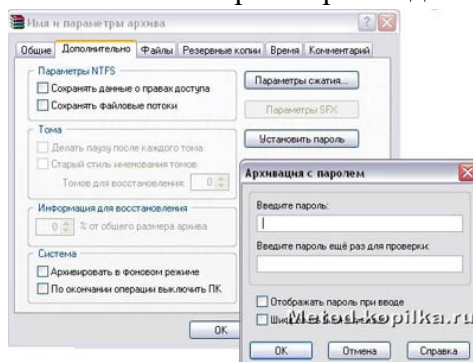 Имя и параметры архива
Общие Дополнительно Файлы Резервные копии Время Комментарий
Параметры NTFS
Сохранять данные о правах доступа
Сохранять файловые потоки
Параметры сжатия...
Параметры SFX
Установить пароль
Тома
Делать паузу после каждого тома
Старый стиль именования томов
Томов для восстановления: 0
Информация для восстановления
0 % от общего размера архива
Система
Архивировать в фоновом режиме
По окончании операции выключить ПК
OK
Архивация с паролем
Введите пароль:
Введите пароль ещё раз для проверки:
Отображать пароль при вводе
Metod-kopilka.ru
OK Отмена Справка